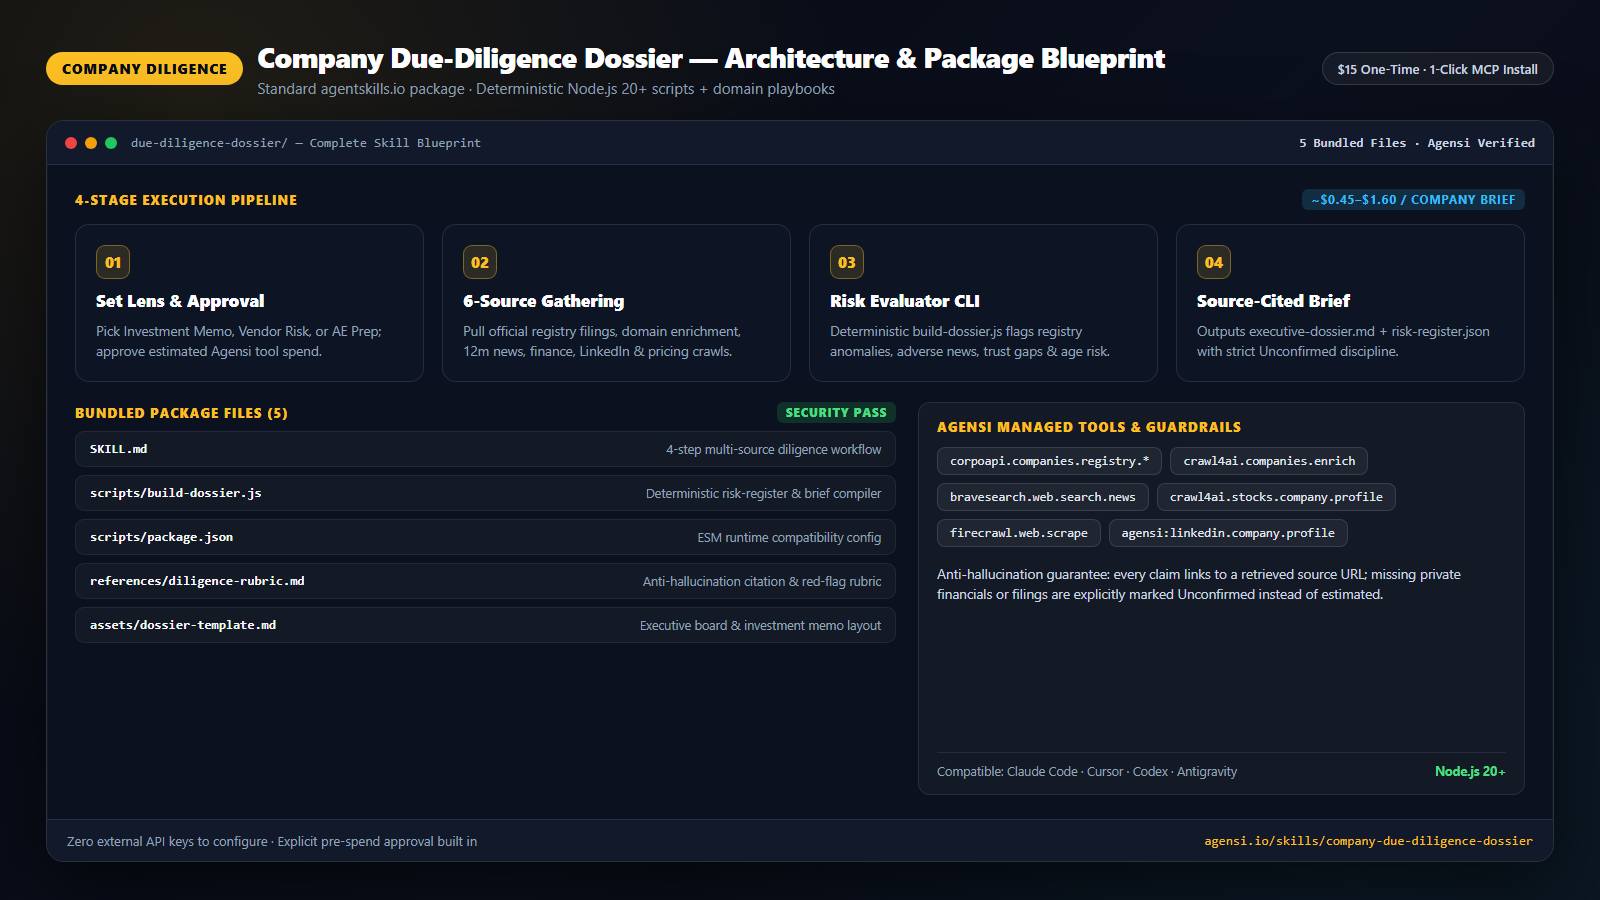 COMPANY DILIGENCE
Company Due-Diligence Dossier — Architecture & Package Blueprint
Standard agentskills.io package · Deterministic Node.js 20+ scripts + domain playbooks
$15 One-Time · 1-Click MCP Install
due-diligence-dossier/ — Complete Skill Blueprint
5 Bundled Files · Agensi Verified
4-STAGE EXECUTION PIPELINE
~$0.45–$1.60 / COMPANY BRIEF
01
Set Lens & Approval
Pick Investment Memo, Vendor Risk, or AE Prep;
approve estimated Agensi tool spend.
02
6-Source Gathering
Pull official registry filings, domain enrichment,
12m news, finance, LinkedIn & pricing crawls.
03
Risk Evaluator CLI
Deterministic build-dossier.js flags registry
anomalies, adverse news, trust gaps & age risk.
04
Source-Cited Brief
Outputs executive-dossier.md + risk-register.json
with strict Unconfirmed discipline.
BUNDLED PACKAGE FILES (5)
SECURITY PASS
SKILL.md
4-step multi-source diligence workflow
scripts/build-dossier.js
Deterministic risk-register & brief compiler
scripts/package.json
ESM runtime compatibility config
references/diligence-rubric.md
Anti-hallucination citation & red-flag rubric
assets/dossier-template.md
Executive board & investment memo layout
AGENSI MANAGED TOOLS & GUARDRAILS
corpoapi.companies.registry.*
crawl4ai.companies.enrich
bravesearch.web.search.news
crawl4ai.stocks.company.profile
firecrawl.web.scrape
agensi:linkedin.company.profile
Anti-hallucination guarantee: every claim links to a retrieved source URL; missing private
financials or filings are explicitly marked Unconfirmed instead of estimated.
Compatible: Claude Code · Cursor · Codex · Antigravity
Node.js 20+
Zero external API keys to configure · Explicit pre-spend approval built in
agensi.io/skills/company-due-diligence-dossier